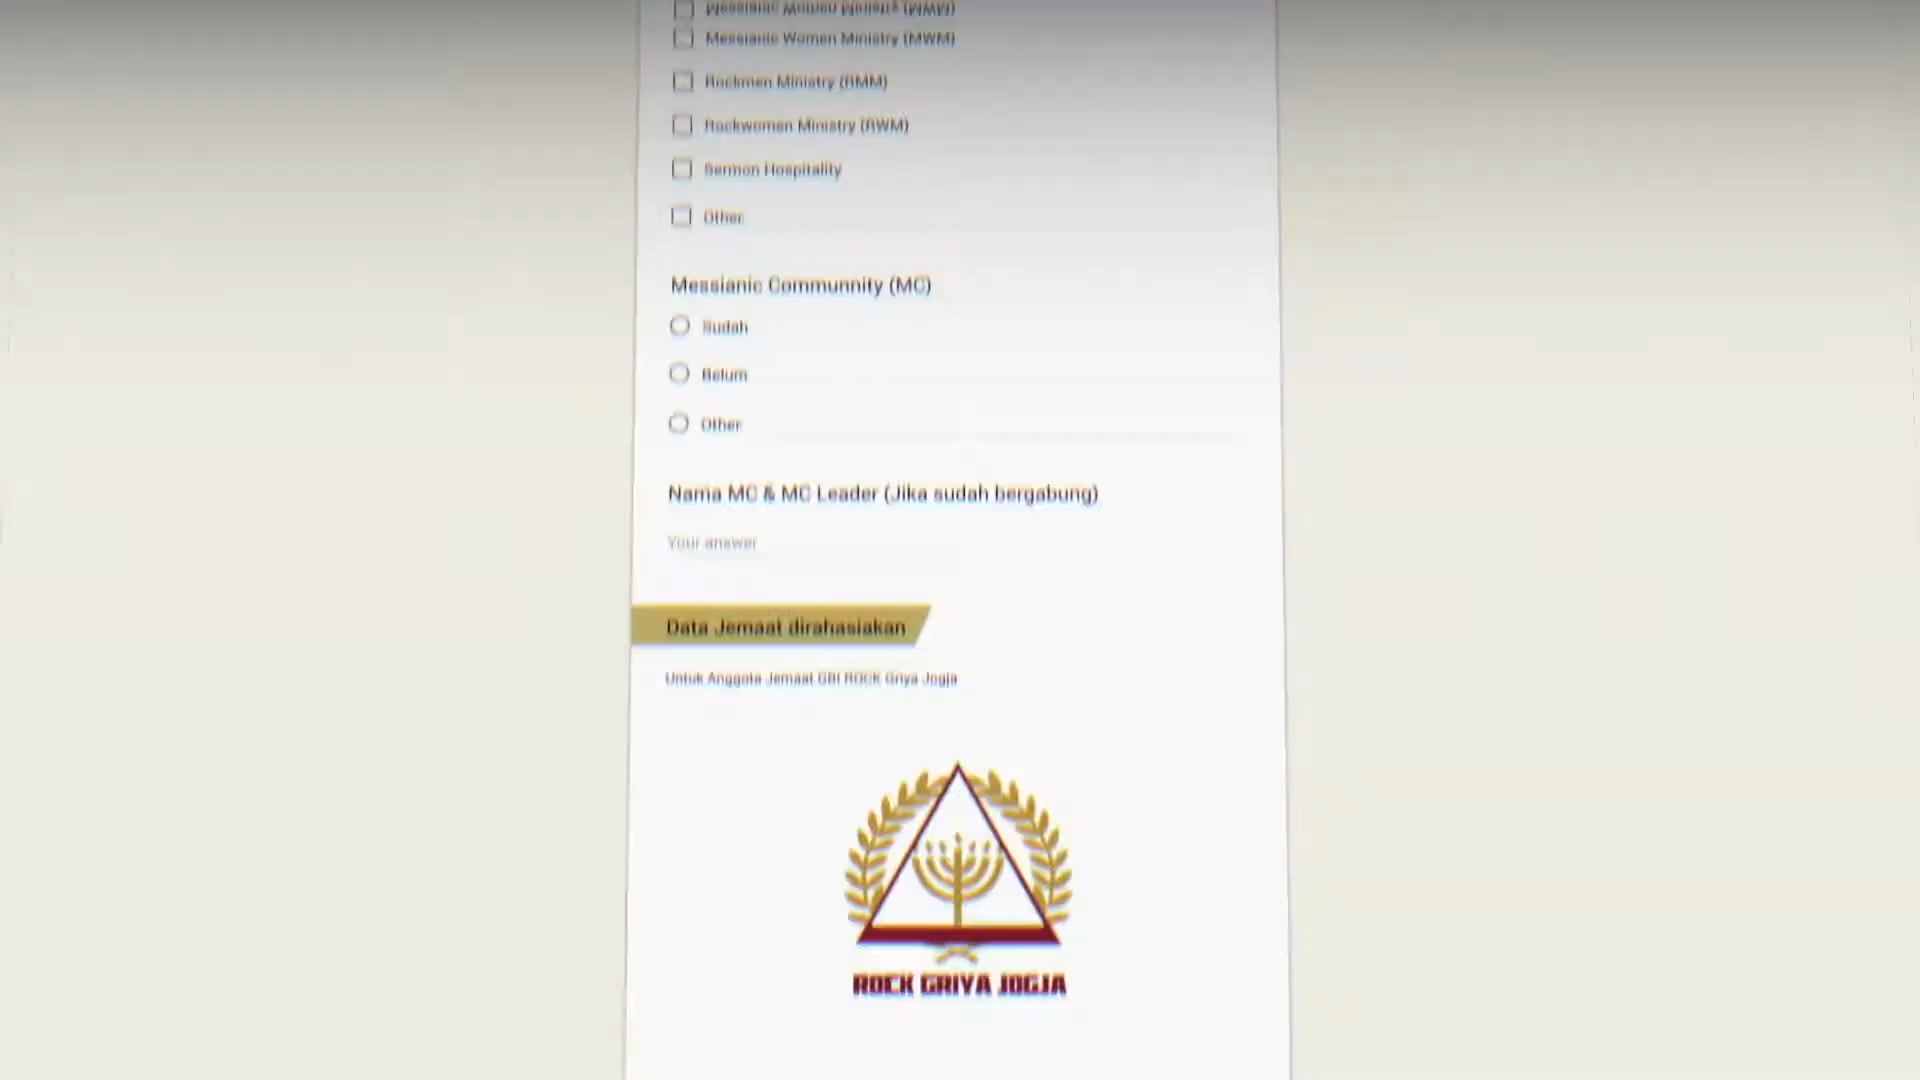 Messianic Women Ministry (MWM)
Rockmen Ministry (RMM)
Rockwomen Ministry (RWM)
Sermon Hospitality
Other
Messianic Communnity (MC)
Sudah
Belum
Other
Nama MC & MC Leader (Jika sudah bergabung)
Your answer
Data Jemaat dirahasiakan
Untuk Anggota Jemaat GBI ROCK Griya Jogja
ROCK GRIYA JOGJA